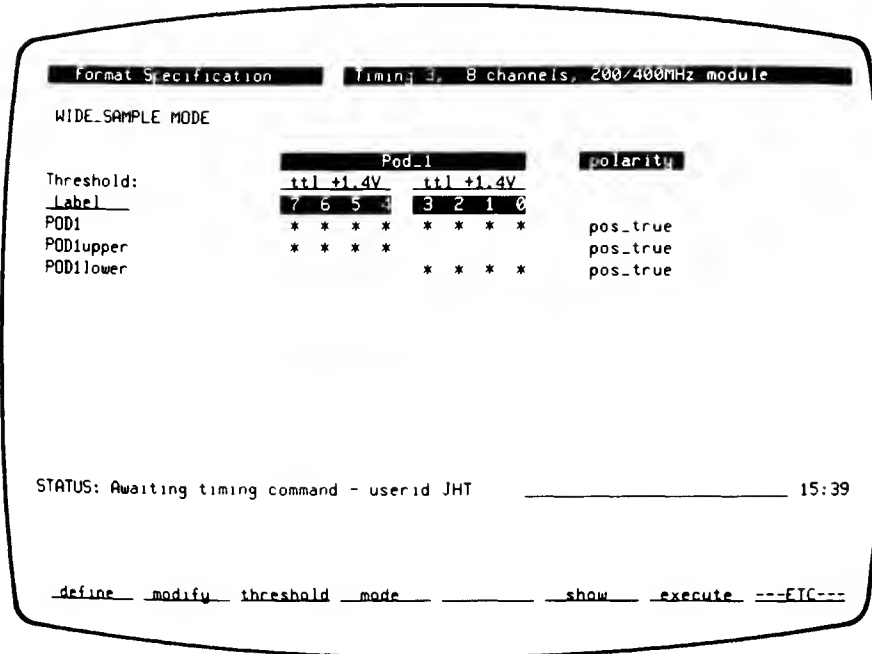 Format Specification Timing 3, 8 channels, 200/400MHz module
WIDE_SAMPLE MODE
Pod_1 polarity
Threshold: ttl +1.4V ttl +1.4V
Label 7 6 5 4 3 2 1 0
POD1 * * * * * * * * pos_true
POD1upper * * * * pos_true
POD1lower * * * * pos_true
STATUS: Awaiting timing command - userid JHT 15:39
define modify threshold mode show execute ---ETC---